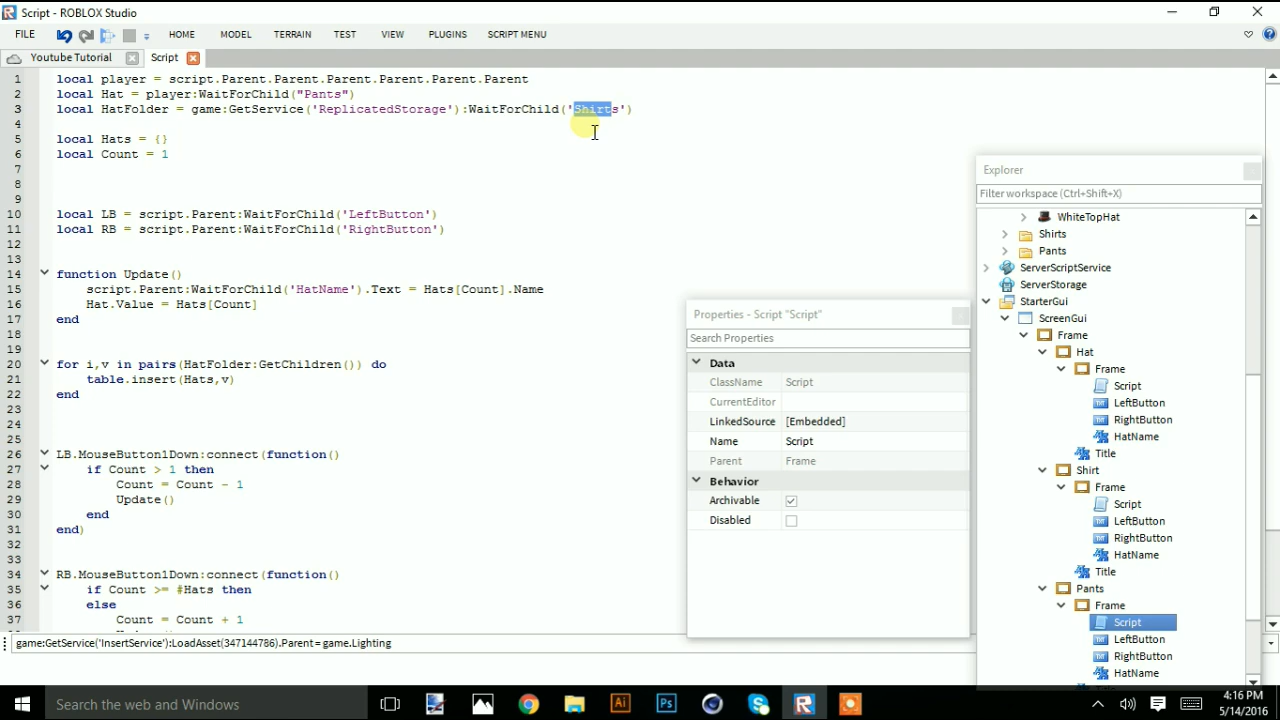 Script - ROBLOX Studio
FILE
HOME
MODEL
TERRAIN
TEST
VIEW
PLUGINS
SCRIPT MENU
Youtube Tutorial
Script
1 local player = script.Parent.Parent.Parent.Parent.Parent.Parent
2 local Hat = player:WaitForChild("Pants")
3 local HatFolder = game:GetService('ReplicatedStorage'):WaitForChild('Shirts')
4
5 local Hats = {}
6 local Count = 1
7
8
9
10 local LB = script.Parent:WaitForChild('LeftButton')
11 local RB = script.Parent:WaitForChild('RightButton')
12
13
14 function Update()
15 script.Parent:WaitForChild('HatName').Text = Hats[Count].Name
16 Hat.Value = Hats[Count]
17 end
18
19
20 for i,v in pairs(HatFolder:GetChildren()) do
21 table.insert(Hats,v)
22 end
23
24
25
26 LB.MouseButton1Down:connect(function()
27 if Count > 1 then
28 Count = Count - 1
29 Update()
30 end
31 end)
32
33
34 RB.MouseButton1Down:connect(function()
35 if Count >= #Hats then
36 else
37 Count = Count + 1
game:GetService('InsertService'):LoadAsset(347144786).Parent = game.Lighting
Properties - Script "Script"
Search Properties
Data
ClassName Script
CurrentEditor
LinkedSource [Embedded]
Name Script
Parent Frame
Behavior
Archivable
Disabled
Explorer
Filter workspace (Ctrl+Shift+X)
WhiteTopHat
Shirts
Pants
ServerScriptService
ServerStorage
StarterGui
ScreenGui
Frame
Hat
Frame
Script
LeftButton
RightButton
HatName
Title
Shirt
Frame
Script
LeftButton
RightButton
HatName
Title
Pants
Frame
Script
LeftButton
RightButton
HatName
Search the web and Windows
4:16 PM
5/14/2016